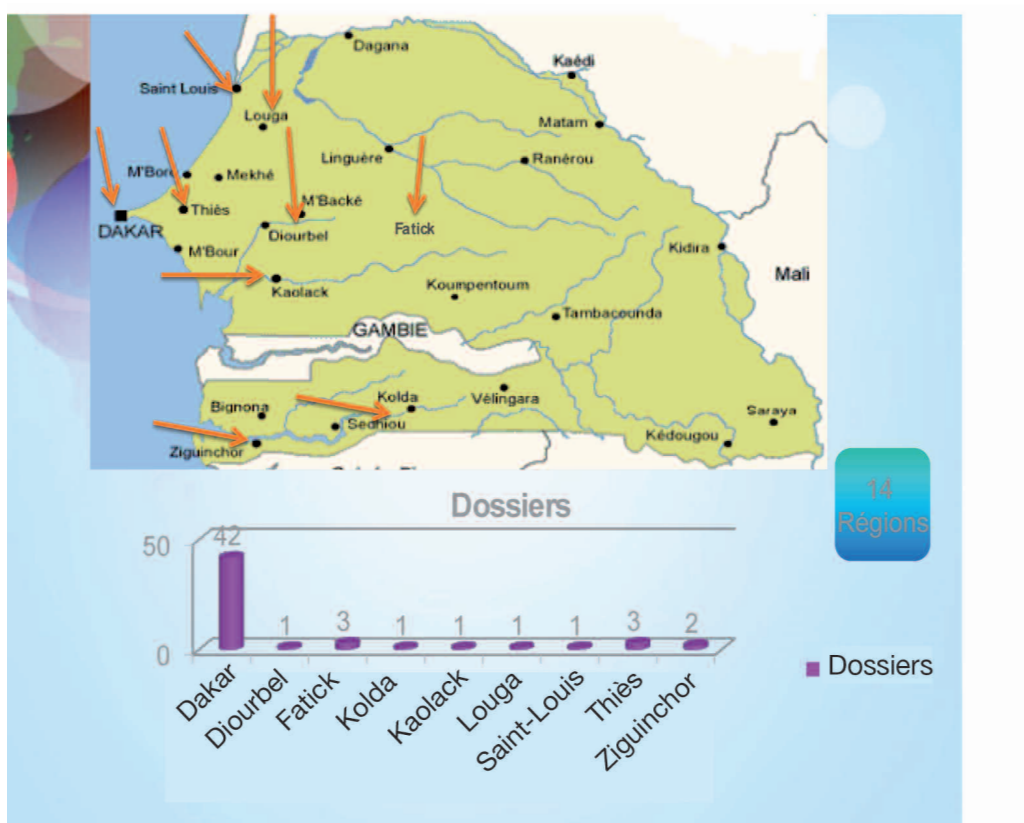 Dagana
Kaédi
Saint Louis
Louga
Matam
Linguère
Ranérou
M'Boro
Mekhé
M'Backé
Thiès
DAKAR
Diourbel
Fatick
M'Bour
Kidira
Mali
Kaolack
Koumpentoum
Tambacounda
GAMBIE
Bignona
Kolda
Vélingara
Sedhiou
Saraya
Ziguinchor
Kédougou
14
Régions
Dossiers
50
42
1
3
1
1
1
1
3
2
0
Dossiers
Dakar
Diourbel
Fatick
Kolda
Kaolack
Louga
Saint-Louis
Thiès
Ziguinchor